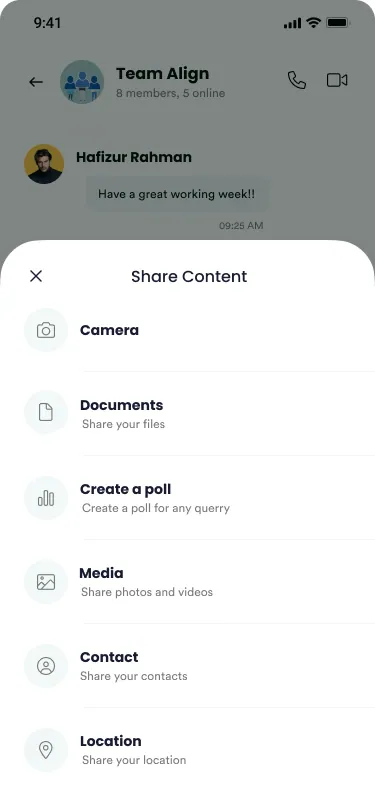 9:41
Team Align
8 members, 5 online
Hafizur Rahman
Have a great working week!!
09:25 AM
Share Content
Camera
Documents
Share your files
Create a poll
Create a poll for any querry
Media
Share photos and videos
Contact
Share your contacts
Location
Share your location